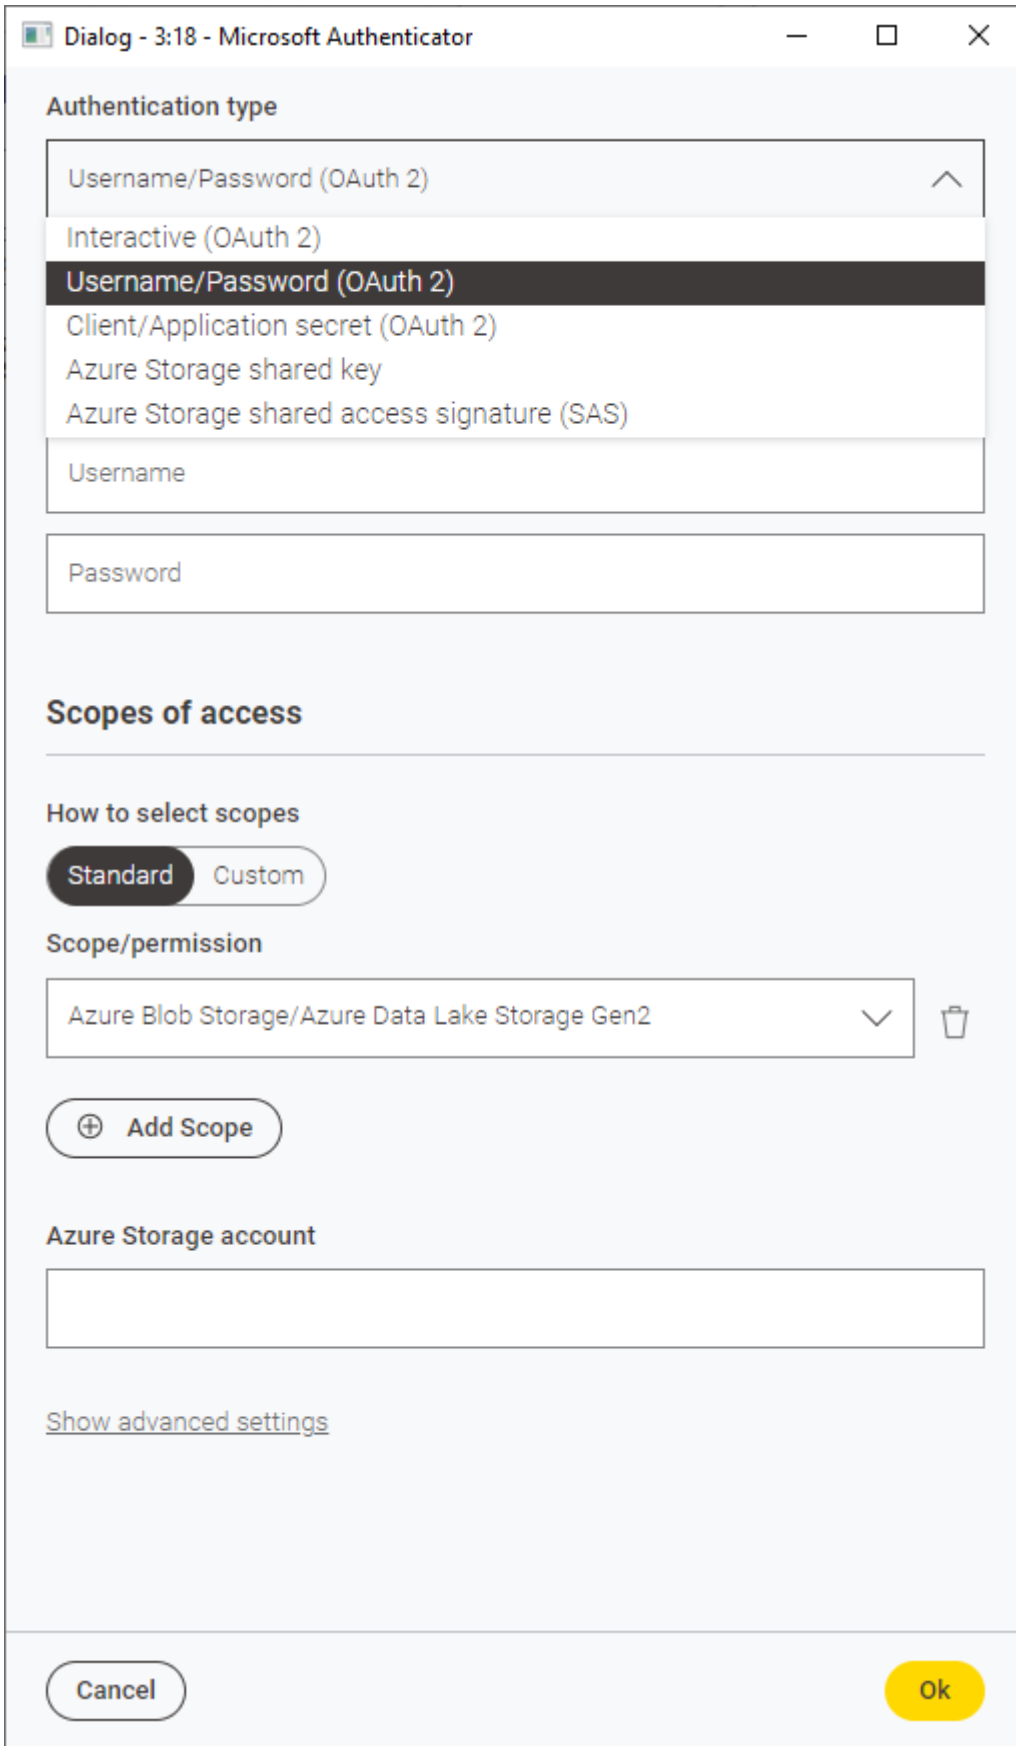 Dialog - 3:18 - Microsoft Authenticator
Authentication type
Username/Password (OAuth 2)
Interactive (OAuth 2)
Username/Password (OAuth 2)
Client/Application secret (OAuth 2)
Azure Storage shared key
Azure Storage shared access signature (SAS)
Username
Password
Scopes of access
How to select scopes
Standard Custom
Scope/permission
Azure Blob Storage/Azure Data Lake Storage Gen2
Add Scope
Azure Storage account
Show advanced settings
Cancel Ok